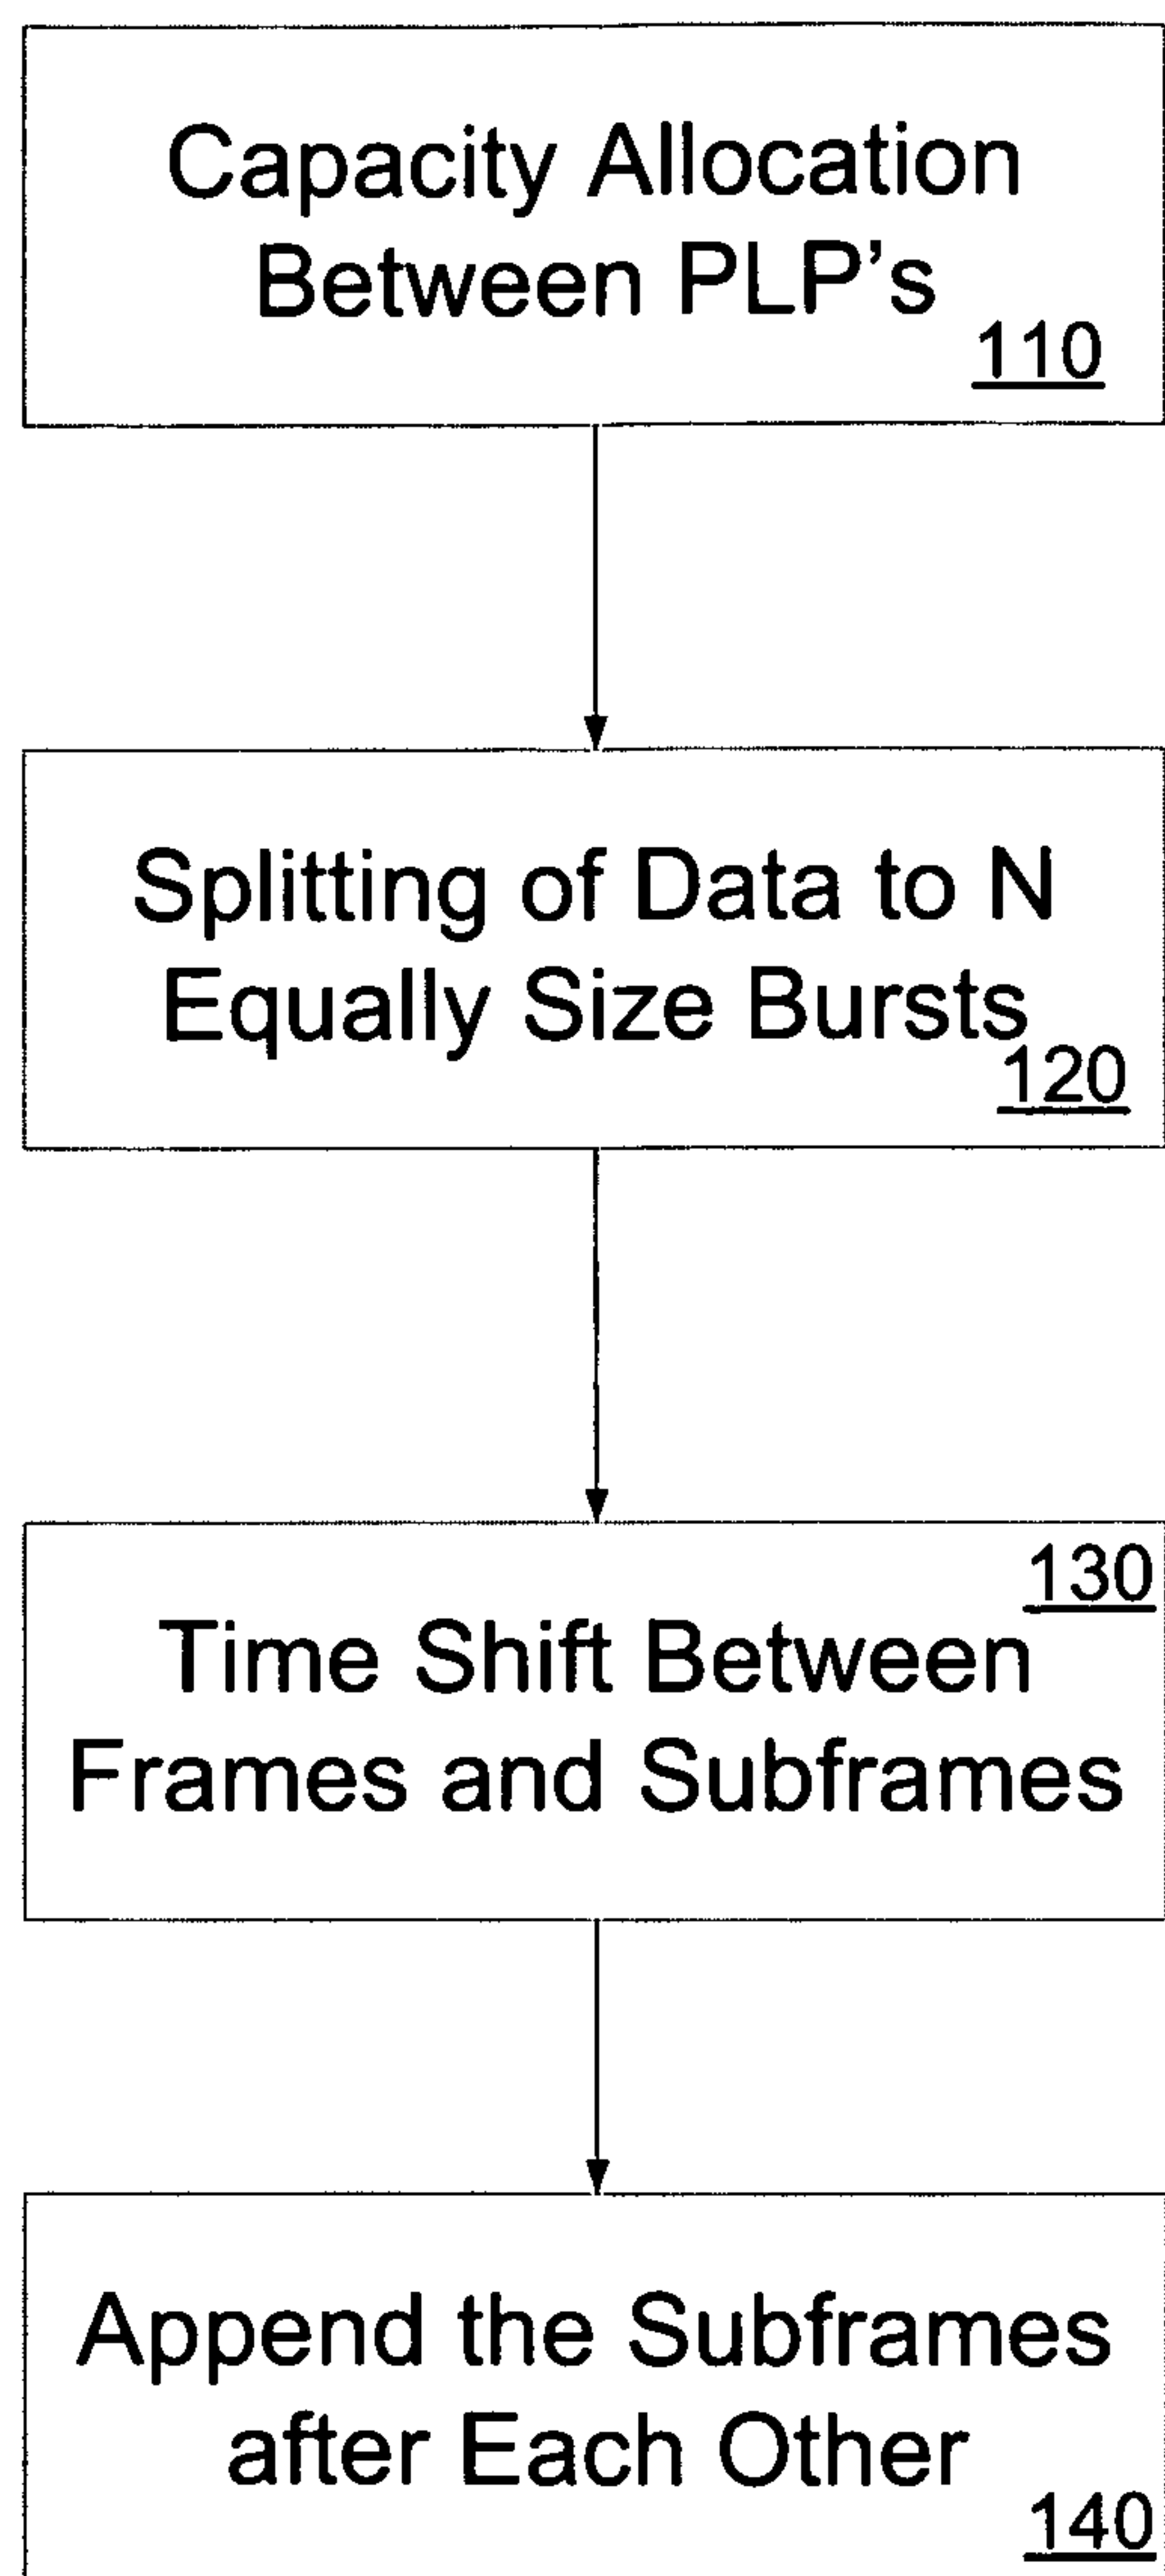 Capacity Allocation
Between PLP's
110
Splitting of Data to N
Equally Size Bursts
120
130
Time Shift Between
Frames and Subframes
Append the Subframes
after Each Other
140